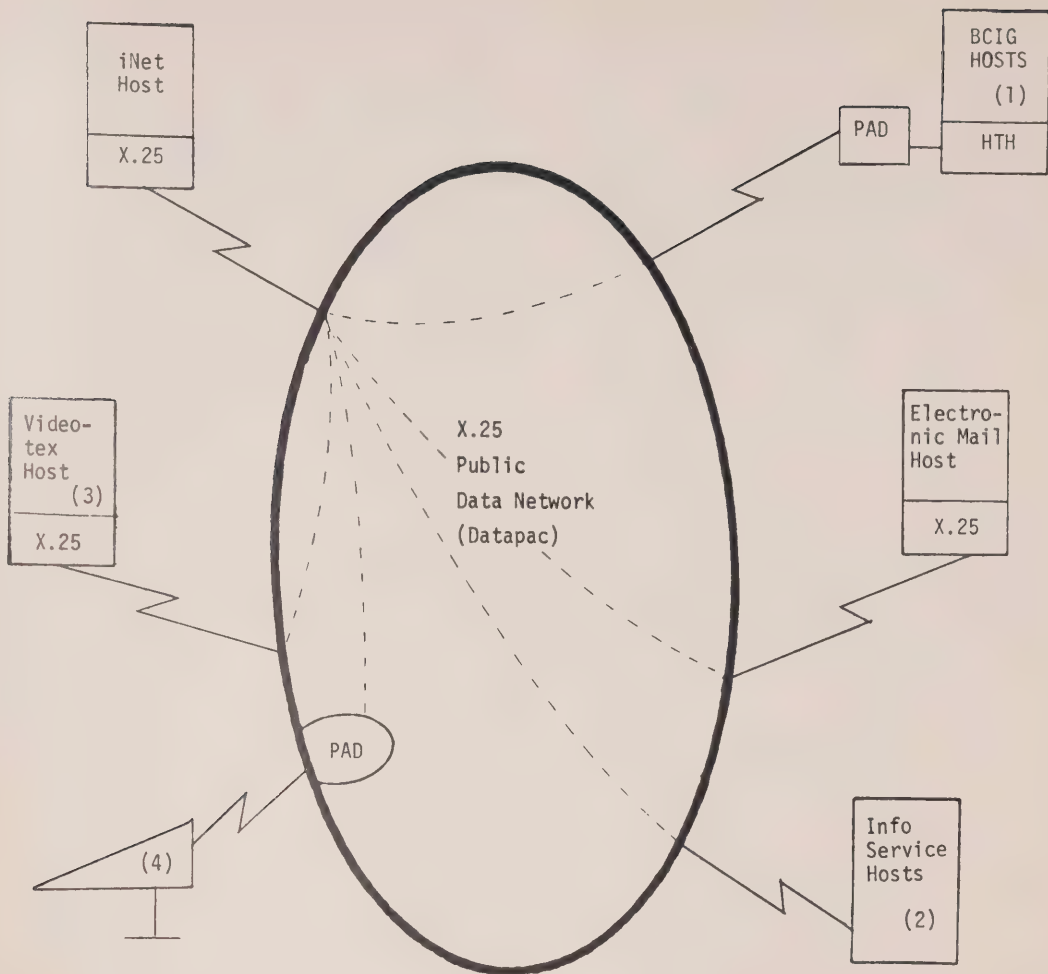 iNet
Host
X.25
BCIG
HOSTS
(1)
HTH
PAD
Video-
tex
Host
(3)
X.25
X.25
Public
Data Network
(Datapac)
Electro-
nic Mail
Host
X.25
PAD
(4)
Info
Service
Hosts
(2)